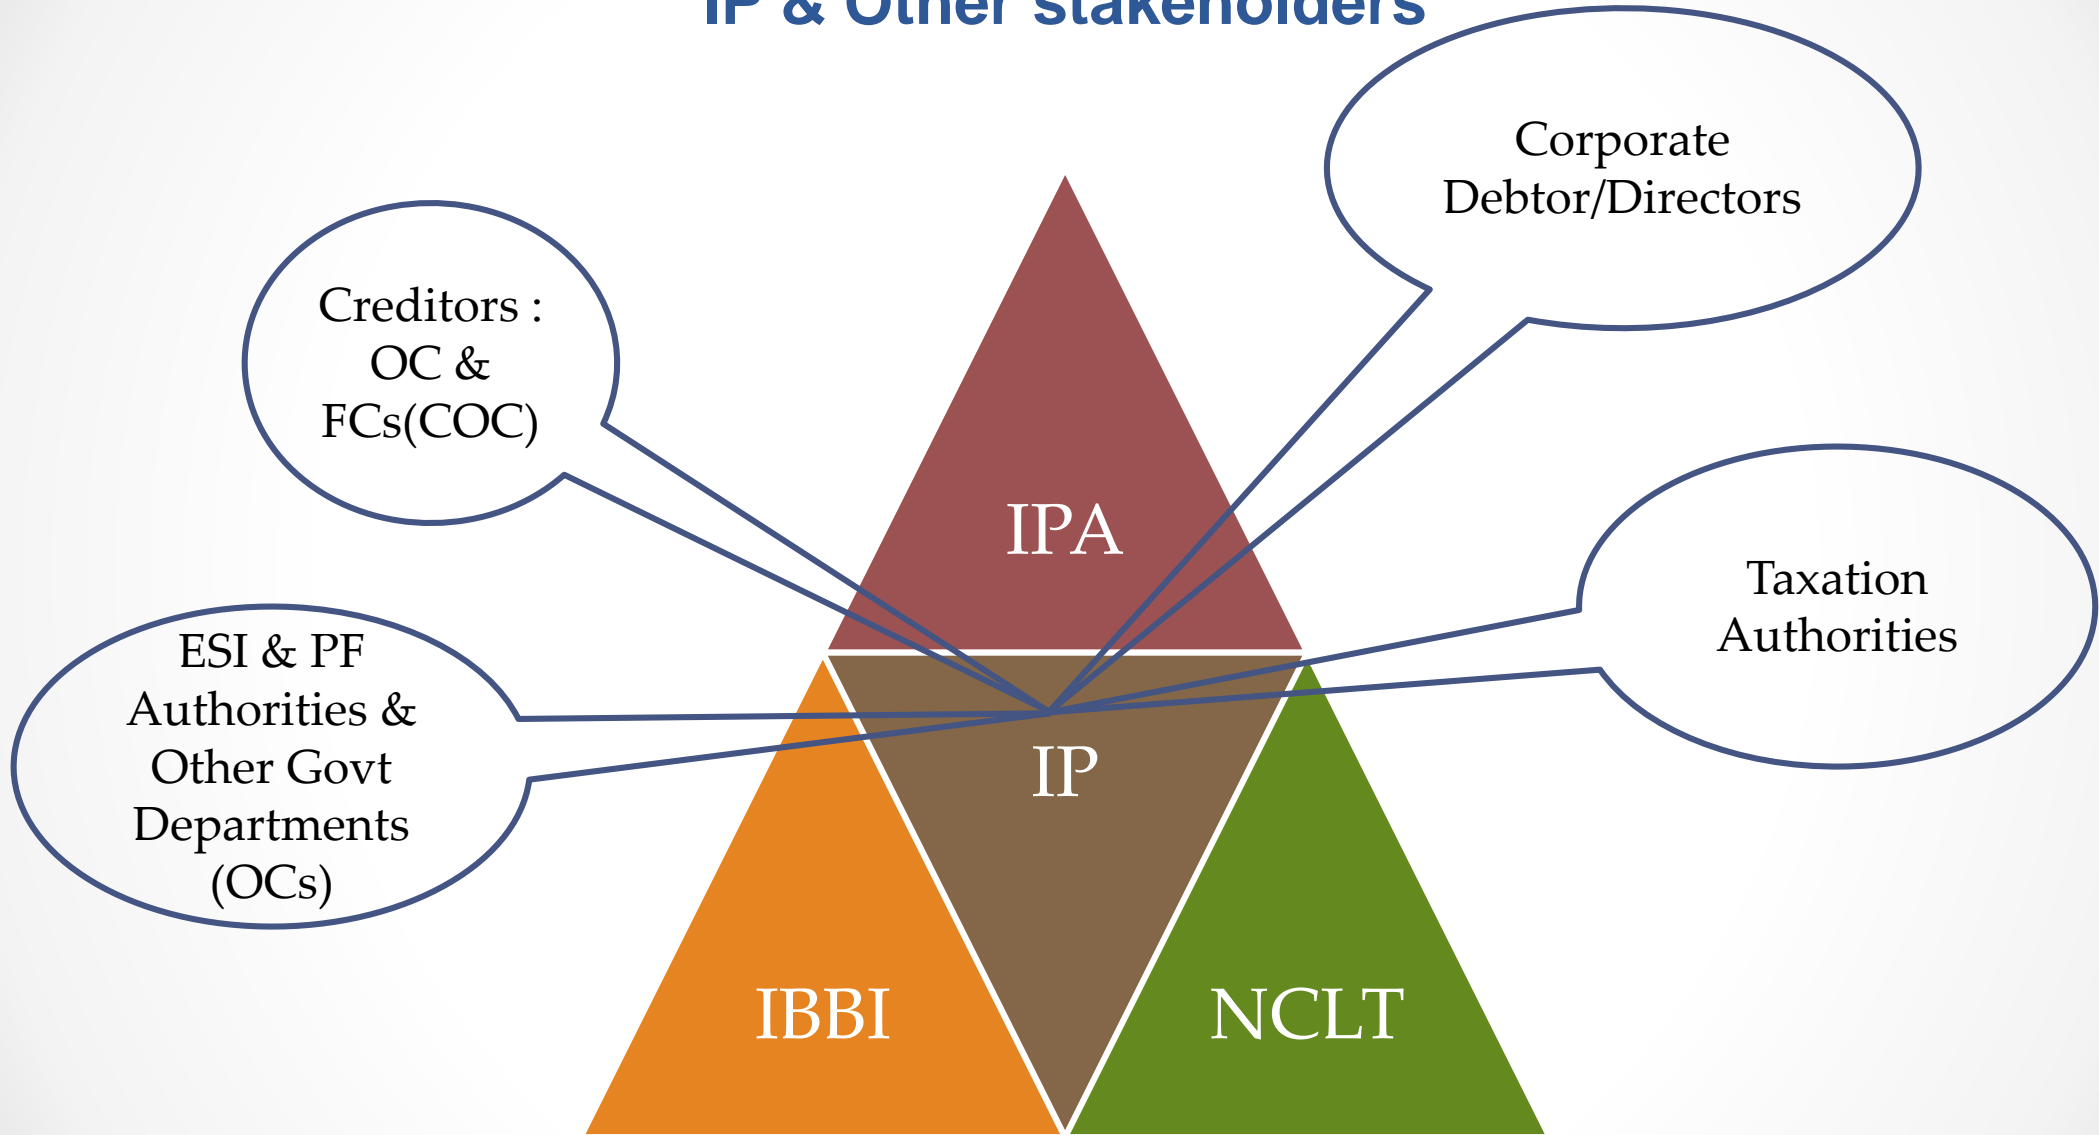 IP & Other stakeholders
Corporate
Debtor/Directors
Creditors :
OC &
FCs(COC)
IPA
Taxation
Authorities
ESI & PF
Authorities &
Other Govt
Departments
(OCs)
IP
IBBI
NCLT